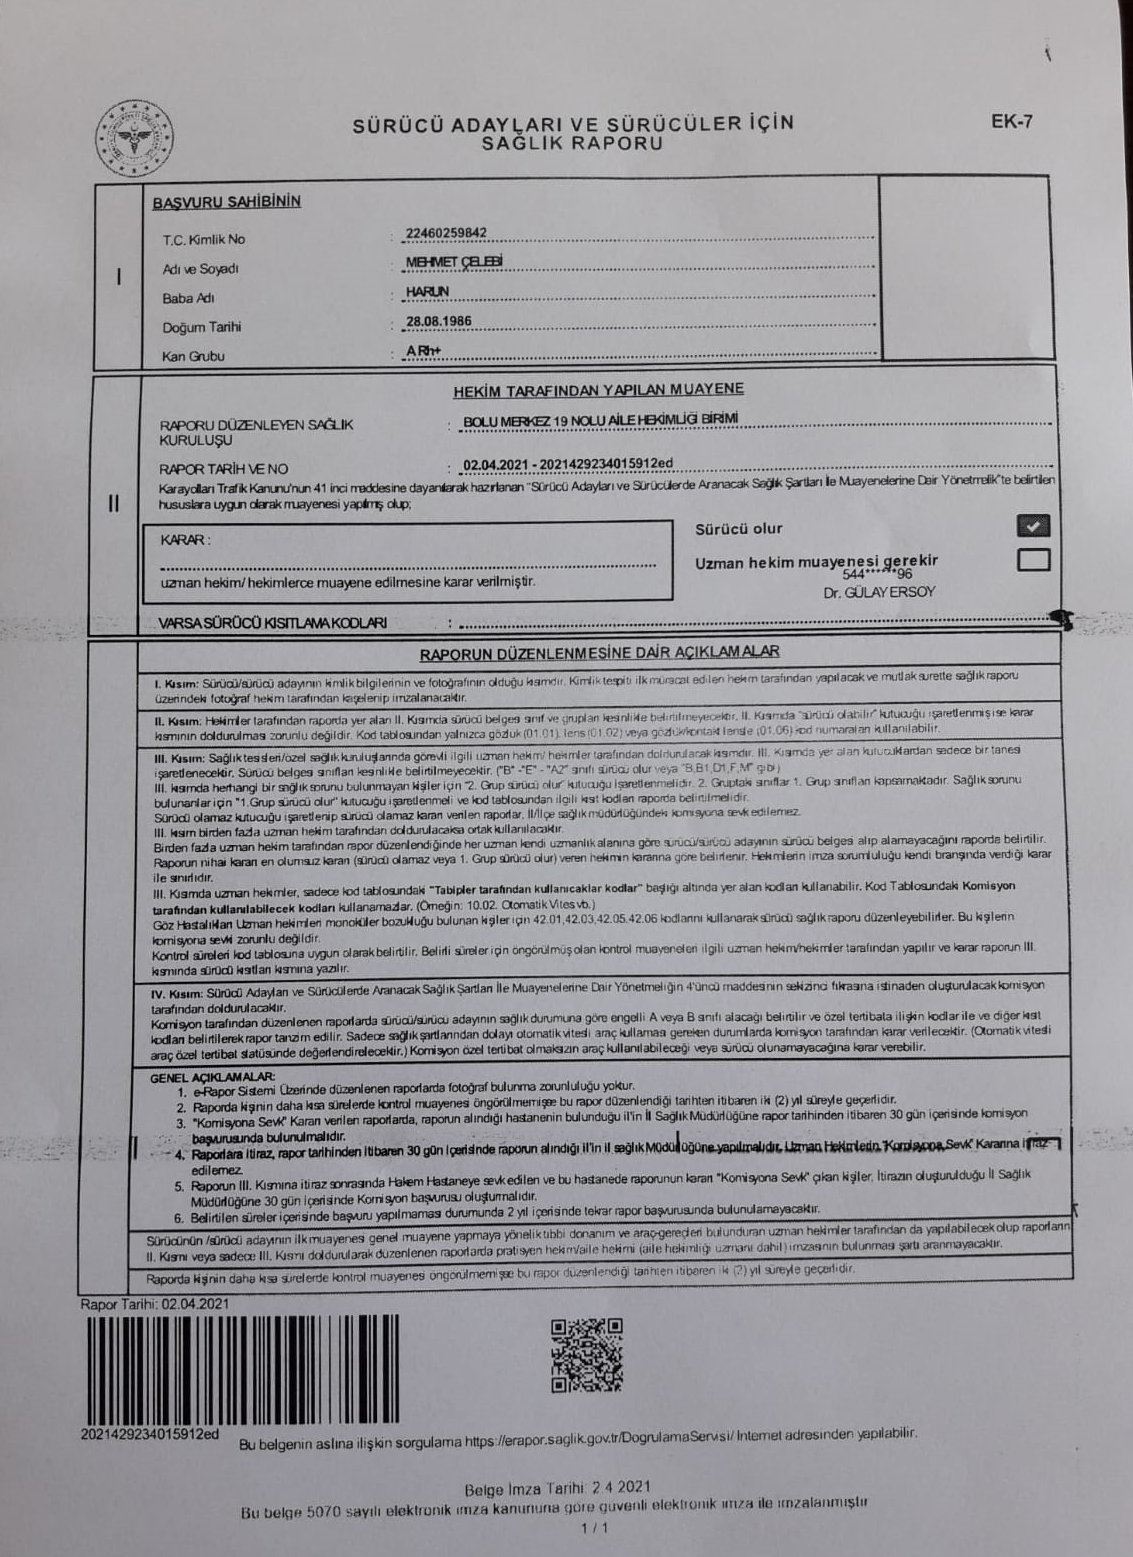 SÜRÜCÜ ADAYLARI VE SÜRÜCÜLER İÇİN
SAĞLIK RAPORU
EK-7
I
BAŞVURU SAHİBİNİN
T.C. Kimlik No : 22460259842
Adı ve Soyadı : MEHMET ÇELEBİ
Baba Adı : HARUN
Doğum Tarihi : 28.08.1986
Kan Grubu : A Rh+
II
HEKİM TARAFINDAN YAPILAN MUAYENE
RAPORU DÜZENLEYEN SAĞLIK : BOLU MERKEZ 19 NOLU AİLE HEKİMLİĞİ BİRİMİ
KURULUŞU
RAPOR TARİH VE NO : 02.04.2021 - 2021429234015912ed
Karayolları Trafik Kanunu'nun 41 inci maddesine dayanılarak hazırlanan "Sürücü Adayları ve Sürücülerde Aranacak Sağlık Şartları İle Muayenelerine Dair Yönetmelik"te belirtilen
hususlara uygun olarak muayenesi yapılmış olup;
KARAR :
uzman hekim/ hekimlerce muayene edilmesine karar verilmiştir.
Sürücü olur
Uzman hekim muayenesi gerekir
544******96
Dr. GÜLAY ERSOY
VARSA SÜRÜCÜ KISITLAMA KODLARI :
RAPORUN DÜZENLENMESİNE DAİR AÇIKLAMALAR
I. Kısım: Sürücü/sürücü adayının kimlik bilgilerinin ve fotoğrafının olduğu kısımdır. Kimlik tespiti ilk müracat edilen hekim tarafından yapılacak ve mutlak surette sağlık raporu
üzerindeki fotoğraf hekim tarafından kaşelenip imzalanacaktır.
II. Kısım: Hekimler tarafından raporda yer alan II. Kısımda sürücü belgesi sınıf ve grupları kesinlikle belirtilmeyecektir. II. Kısımda "sürücü olabilir" kutucuğu işaretlenmiş ise karar
kısmının doldurulması zorunlu değildir. Kod tablosundan yalnızca gözlük (01.01), lens (01.02) veya gözlük/kontakt lensle (01.06) kod numaraları kullanılabilir.
III. Kısım: Sağlık tesisleri/özel sağlık kuruluşlarında görevli ilgili uzman hekim/ hekimler tarafından doldurulacak kısımdır. III. Kısımda yer alan kutucuklardan sadece bir tanesi
işaretlenecektir. Sürücü belgesi sınıfları kesinlikle belirtilmeyecektir. ("B" -"E" - "A2" sınıfı sürücü olur veya "B,B1,D1,F,M" gibi)
III. kısımda herhangi bir sağlık sorunu bulunmayan kişiler için "2. Grup sürücü olur" kutucuğu işaretlenmelidir. 2. Gruptaki sınıflar 1. Grup sınıfları kapsamaktadır. Sağlık sorunu
bulunanlar için "1.Grup sürücü olur" kutucuğu işaretlenmeli ve kod tablosundan ilgili kısıt kodları raporda belirtilmelidir.
Sürücü olamaz kutucuğu işaretlenip sürücü olamaz kararı verilen raporlar, İl/İlçe sağlık müdürlüğündeki komisyona sevk edilemez.
III. kısım birden fazla uzman hekim tarafından doldurulacaksa ortak kullanılacaktır.
Birden fazla uzman hekim tarafından rapor düzenlendiğinde her uzman kendi uzmanlık alanına göre sürücü/sürücü adayının sürücü belgesi alıp alamayacağını raporda belirtilir.
Raporun nihai kararı en olumsuz kararı (sürücü olamaz veya 1. Grup sürücü olur) veren hekimin kararına göre belirlenir. Hekimlerin imza sorumluluğu kendi branşında verdiği karar
ile sınırlıdır.
III. Kısımda uzman hekimler, sadece kod tablosundaki "Tabipler tarafından kullanıcaklar kodlar" başlığı altında yer alan kodları kullanabilir. Kod Tablosundaki Komisyon
tarafından kullanılabilecek kodları kullanamazlar. (Örneğin: 10.02. Otomatik Vites vb.)
Göz Hastalıkları Uzman hekimleri monoküler bozukluğu bulunan kişiler için 42.01,42.03,42.05,42.06 kodlarını kullanarak sürücü sağlık raporu düzenleyebilirler. Bu kişilerin
komisyona sevki zorunlu değildir.
Kontrol süreleri kod tablosuna uygun olarak belirtilir. Belirli süreler için öngörülmüş olan kontrol muayeneleri ilgili uzman hekim/hekimler tarafından yapılır ve karar raporun III.
kısmında sürücü kısıtları kısmına yazılır.
IV. Kısım: Sürücü Adayları ve Sürücülerde Aranacak Sağlık Şartları İle Muayenelerine Dair Yönetmeliğin 4'üncü maddesinin sekizinci fıkrasına istinaden oluşturulacak komisyon
tarafından doldurulacaktır.
Komisyon tarafından düzenlenen raporlarda sürücü/sürücü adayının sağlık durumuna göre engelli A veya B sınıfı alacağı belirtilir ve özel tertibata ilişkin kodlar ile ve diğer kısıt
kodları belirtilerek rapor tanzim edilir. Sadece sağlık şartlarından dolayı otomatik vitesli araç kullaması gereken durumlarda komisyon tarafından karar verilecektir. (Otomatik vitesli
araç özel tertibat statüsünde değerlendirelecektir.) Komisyon özel tertibat olmaksızın araç kullanılabileceği veya sürücü olunamayacağına karar verebilir.
GENEL AÇIKLAMALAR:
1. e-Rapor Sistemi Üzerinde düzenlenen raporlarda fotoğraf bulunma zorunluluğu yoktur.
2. Raporda kişinin daha kısa sürelerde kontrol muayenesi öngörülmemişse bu rapor düzenlendiği tarihten itibaren iki (2) yıl süreyle geçerlidir.
3. "Komisyona Sevk" Kararı verilen raporlarda, raporun alındığı hastanenin bulunduğu il'in İl Sağlık Müdürlüğüne rapor tarihinden itibaren 30 gün içerisinde komisyon
başvurusunda bulunulmalıdır.
4. Raporlara itiraz, rapor tarihinden itibaren 30 gün içerisinde raporun alındığı il'in il sağlık Müdürlüğüne yapılmalıdır. Uzman Hekimlerin "Komisyona Sevk" Kararına itiraz
edilemez.
5. Raporun III. Kısmına itiraz sonrasında Hakem Hastaneye sevk edilen ve bu hastanede raporunun kararı "Komisyona Sevk" çıkan kişiler, İtirazın oluşturulduğu İl Sağlık
Müdürlüğüne 30 gün içerisinde Komisyon başvurusu oluşturmalıdır.
6. Belirtilen süreler içerisinde başvuru yapılmaması durumunda 2 yıl içerisinde tekrar rapor başvurusunda bulunulamayacaktır.
Sürücünün /sürücü adayının ilk muayenesi genel muayene yapmaya yönelik tıbbi donanım ve araç-gereçleri bulunduran uzman hekimler tarafından da yapılabilecek olup raporların
II. Kısmı veya sadece III. Kısmı doldurularak düzenlenen raporlarda pratisyen hekim/aile hekimi (aile hekimliği uzmanı dahil) imzasının bulunması şartı aranmayacaktır.
Raporda kişinin daha kısa sürelerde kontrol muayenesi öngörülmemişse bu rapor düzenlendiği tarihten itibaren iki (2) yıl süreyle geçerlidir.
Rapor Tarihi: 02.04.2021
2021429234015912ed
Bu belgenin aslına ilişkin sorgulama https://erapor.saglik.gov.tr/DogrulamaServisi/ Internet adresinden yapılabilir.
Belge İmza Tarihi: 2.4.2021
Bu belge 5070 sayılı elektronik imza kanununa göre güvenli elektronik imza ile imzalanmıştır
1 / 1